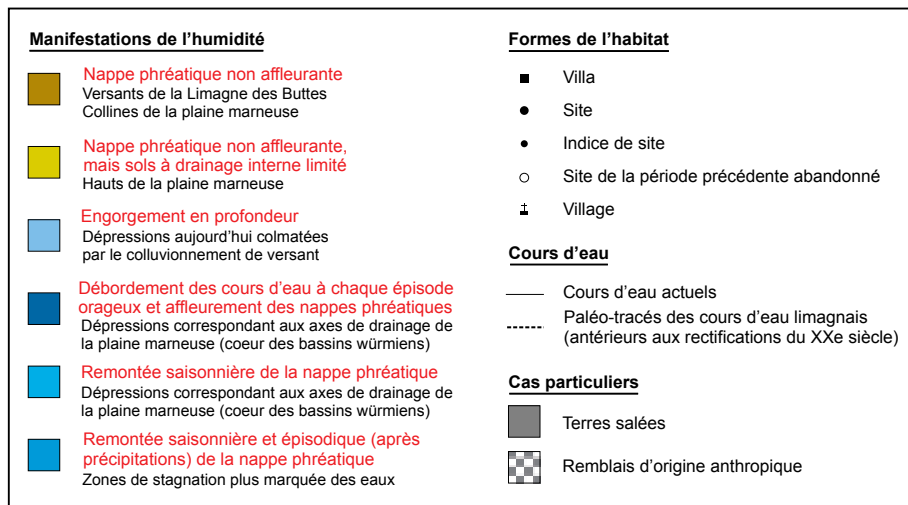 Manifestations de l'humidité
Nappe phréatique non affleurante
Versants de la Limagne des Buttes
Collines de la plaine marneuse
Nappe phréatique non affleurante,
mais sols à drainage interne limité
Hauts de la plaine marneuse
Engorgement en profondeur
Dépressions aujourd'hui colmatées
par le colluvionnement de versant
Débordement des cours d'eau à chaque épisode
orageux et affleurement des nappes phréatiques
Dépressions correspondant aux axes de drainage de
la plaine marneuse (coeur des bassins würmiens)
Remontée saisonnière de la nappe phréatique
Dépressions correspondant aux axes de drainage de
la plaine marneuse (coeur des bassins würmiens)
Remontée saisonnière et épisodique (après
précipitations) de la nappe phréatique
Zones de stagnation plus marquée des eaux
Formes de l'habitat
Villa
Site
Indice de site
Site de la période précédente abandonné
Village
Cours d'eau
Cours d'eau actuels
Paléo-tracés des cours d'eau limagnais
(antérieurs aux rectifications du XXe siècle)
Cas particuliers
Terres salées
Remblais d'origine anthropique